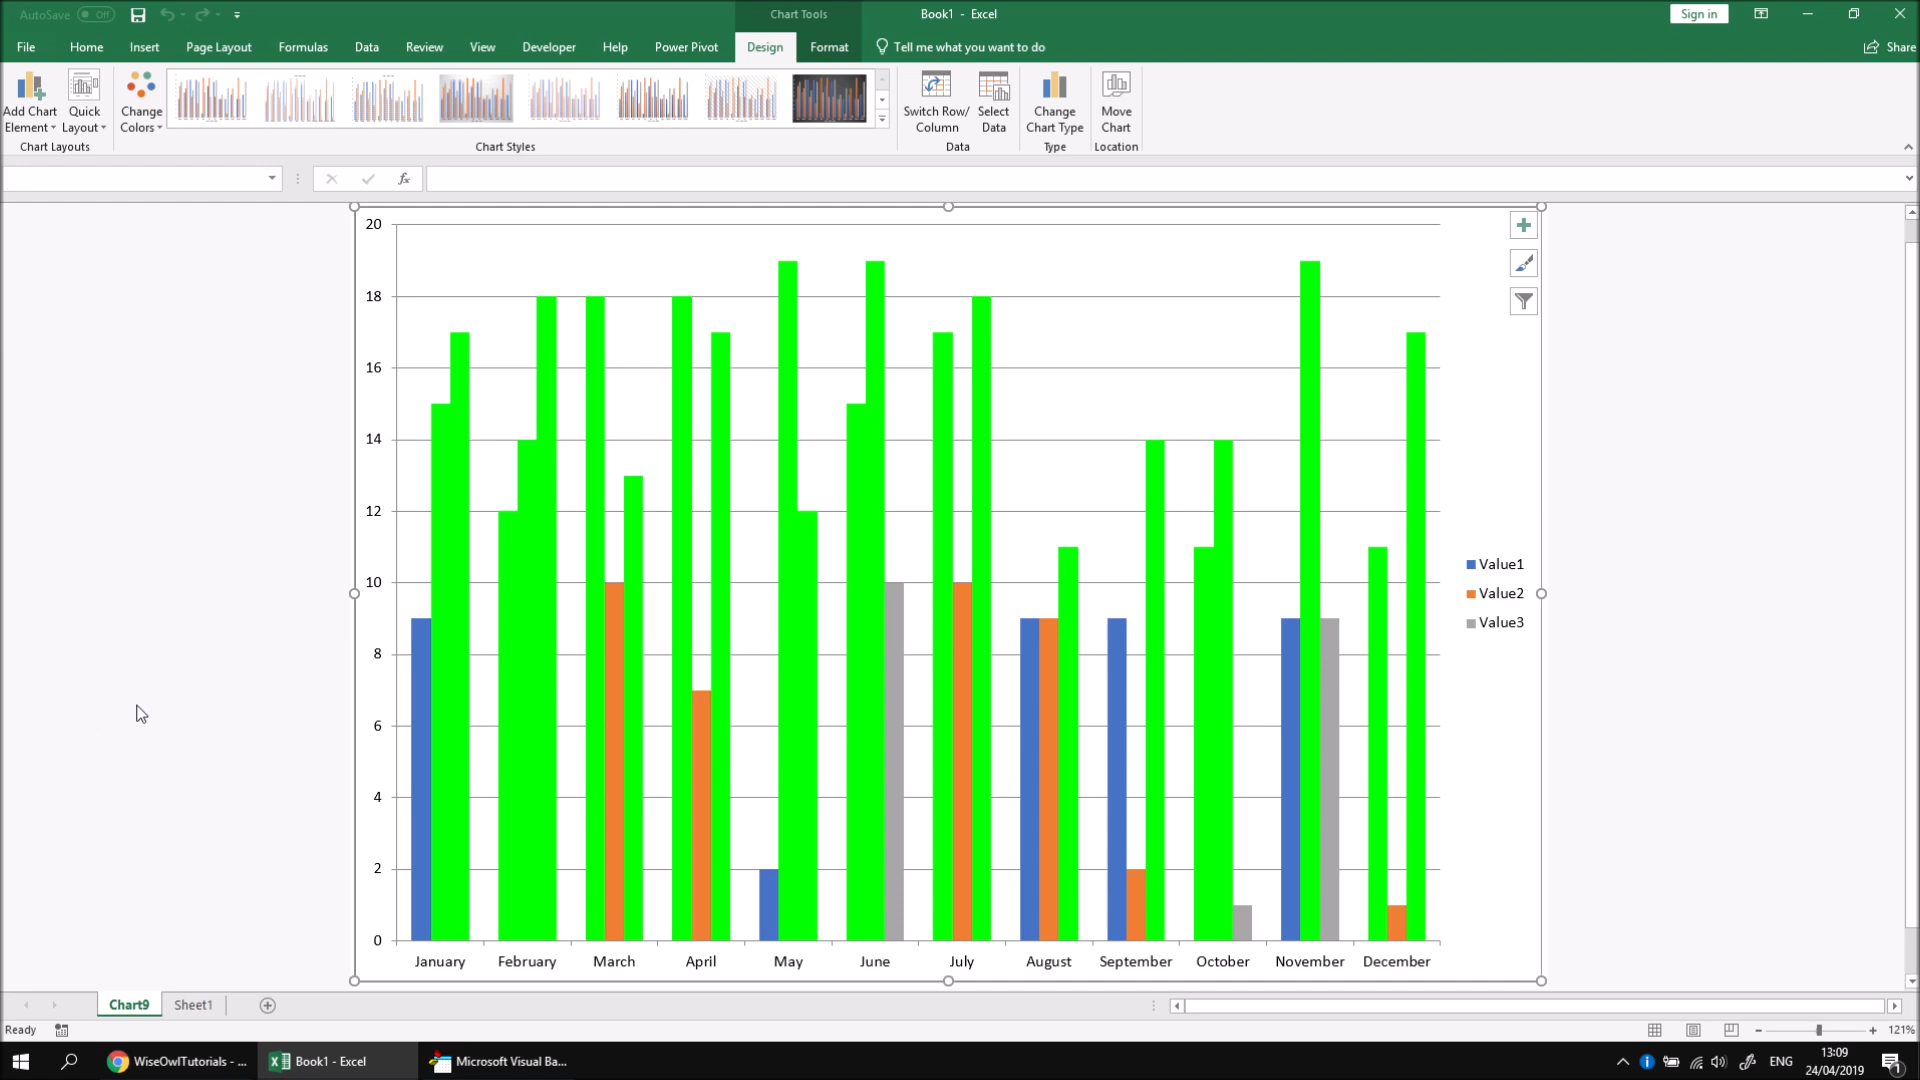 AutoSave Off
Chart Tools
Book1 - Excel
Sign in
File Home Insert Page Layout Formulas Data Review View Developer Help Power Pivot Design Format Tell me what you want to do Share
Add Chart Element
Quick Layout
Change Colors
Switch Row/ Column
Select Data
Change Chart Type
Move Chart
Chart Layouts
Chart Styles
Data
Type
Location
fx
20
18
16
14
12
10
8
6
4
2
0
Value1
Value2
Value3
January February March April May June July August September October November December
Chart9 Sheet1
Ready
121%
WiseOwlTutorials - ...
Book1 - Excel
Microsoft Visual Ba...
ENG
13:09
24/04/2019
1